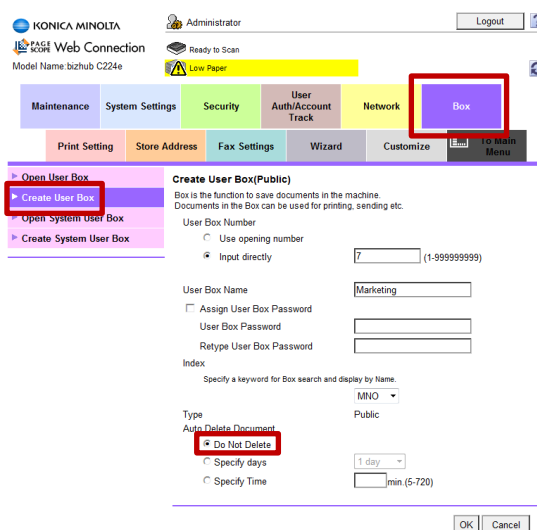 KONICA MINOLTA
Administrator
Logout
PAGE SCOPE Web Connection
Ready to Scan
Model Name:bizhub C224e
Low Paper
Maintenance
System Settings
Security
User Auth/Account Track
Network
Box
Print Setting
Store Address
Fax Settings
Wizard
Customize
To Main Menu
Open User Box
Create User Box
Open System User Box
Create System User Box
Create User Box(Public)
Box is the function to save documents in the machine.
Documents in the Box can be used for printing, sending etc.
User Box Number
Use opening number
Input directly 7 (1-999999999)
User Box Name Marketing
Assign User Box Password
User Box Password
Retype User Box Password
Index
Specify a keyword for Box search and display by Name.
MNO
Type Public
Auto Delete Document
Do Not Delete
Specify days 1 day
Specify Time min.(5-720)
OK Cancel